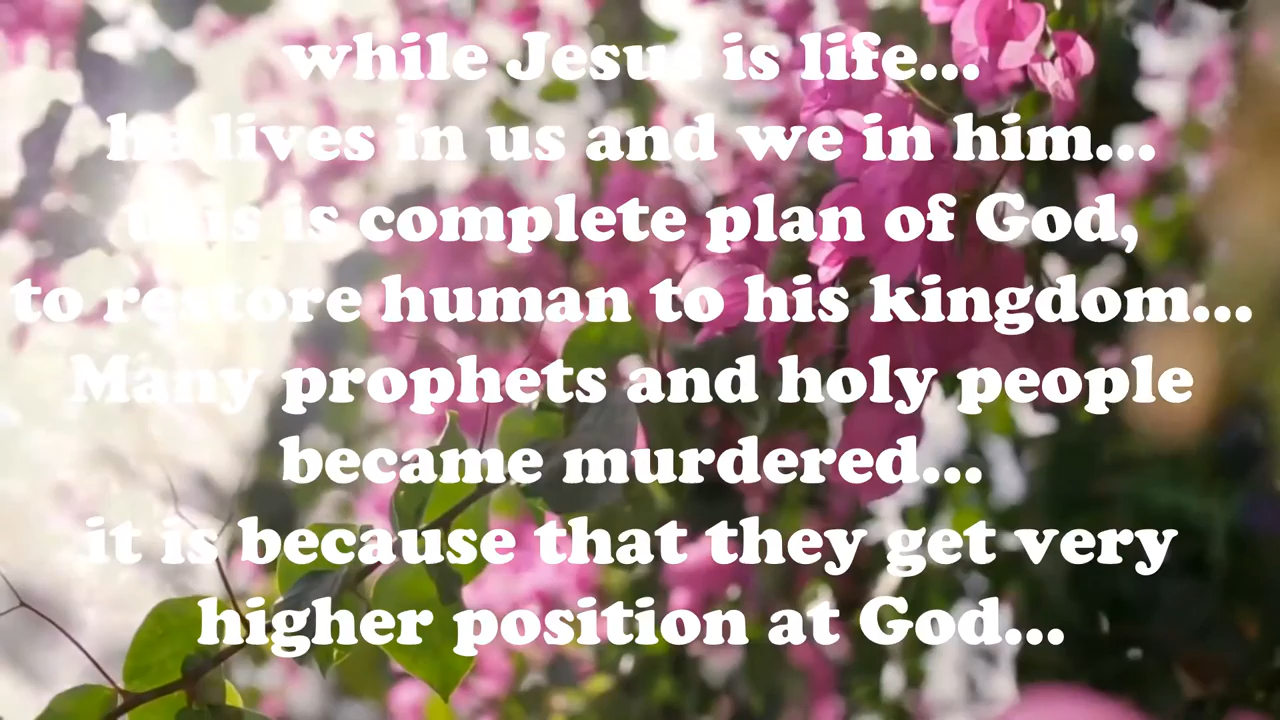 while Jesus is life...
he lives in us and we in him...
this is complete plan of God,
to restore human to his kingdom...
Many prophets and holy people
became murdered...
it is because that they get very
higher position at God...